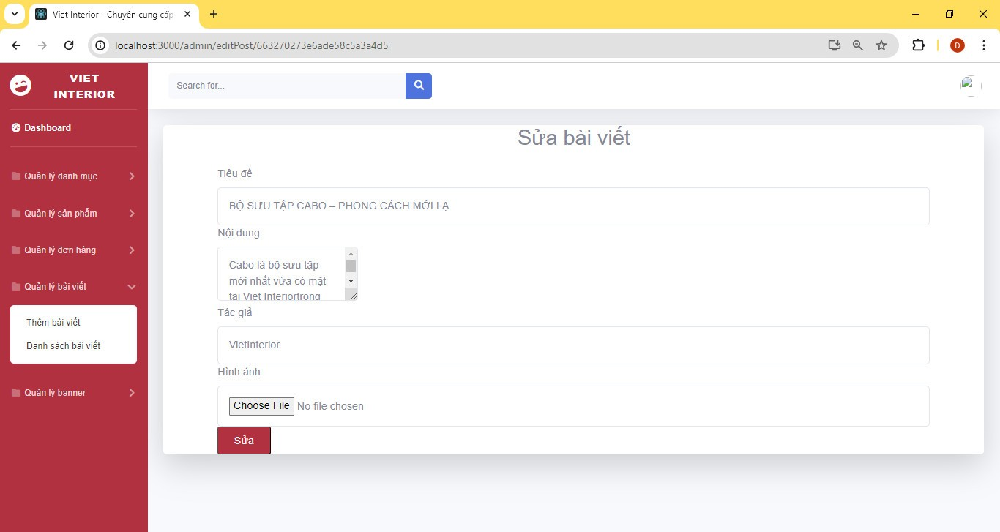 Viet Interior - Chuyên cung cấp
localhost:3000/admin/editPost/663270273e6ade58c5a3a4d5
D
VIET
INTERIOR
Search for...
Dashboard
Quản lý danh mục
Quản lý sản phẩm
Quản lý đơn hàng
Quản lý bài viết
Thêm bài viết
Danh sách bài viết
Quản lý banner
Sửa bài viết
Tiêu đề
BỘ SƯU TẬP CABO – PHONG CÁCH MỚI LẠ
Nội dung
Cabo là bộ sưu tập
mới nhất vừa có mặt
tại Viet Interiortrong
Tác giả
VietInterior
Hình ảnh
Choose File No file chosen
Sửa